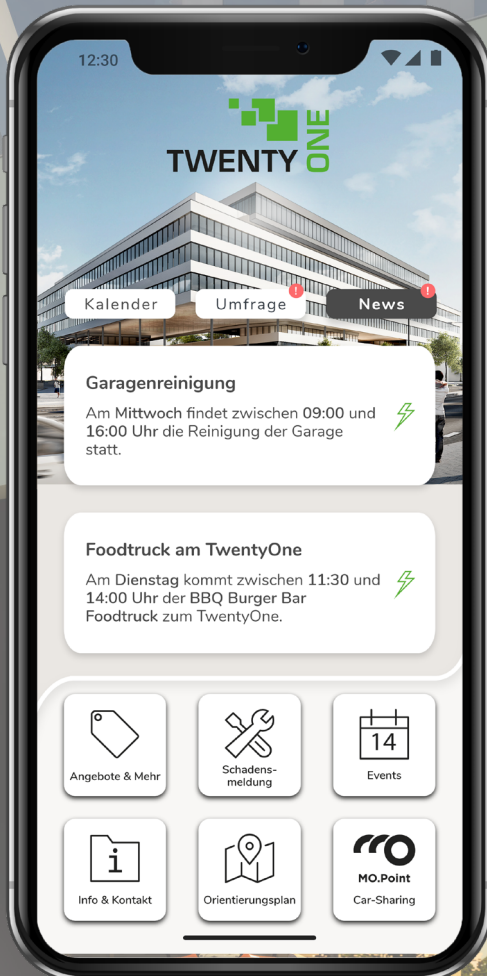 12:30
TWENTY ONE
Kalender
Umfrage !
News !
Garagenreinigung
Am Mittwoch findet zwischen 09:00 und
16:00 Uhr die Reinigung der Garage
statt.
Foodtruck am TwentyOne
Am Dienstag kommt zwischen 11:30 und
14:00 Uhr der BBQ Burger Bar
Foodtruck zum TwentyOne.
Angebote & Mehr
Schadens-
meldung
14
Events
i
Info & Kontakt
Orientierungsplan
MO.Point
Car-Sharing